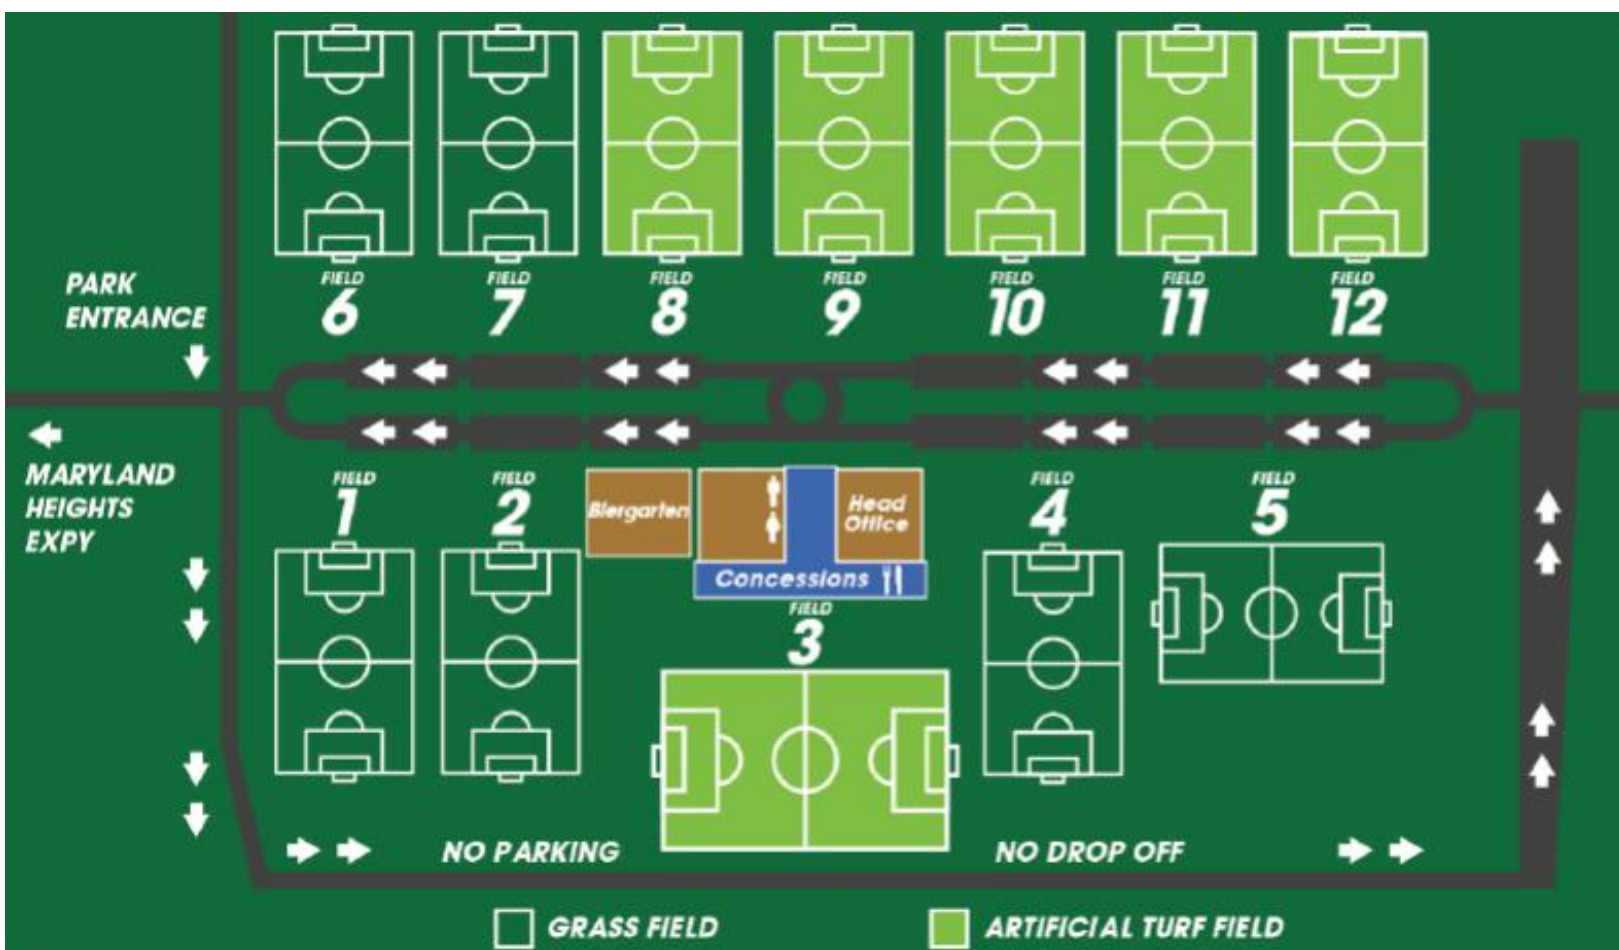 FIELD
6
FIELD
7
FIELD
8
FIELD
9
FIELD
10
FIELD
11
FIELD
12
PARK
ENTRANCE
MARYLAND
HEIGHTS
EXPY
FIELD
1
FIELD
2
Biergarten
Head
Office
Concessions
FIELD
3
FIELD
4
FIELD
5
NO PARKING
NO DROP OFF
GRASS FIELD
ARTIFICIAL TURF FIELD